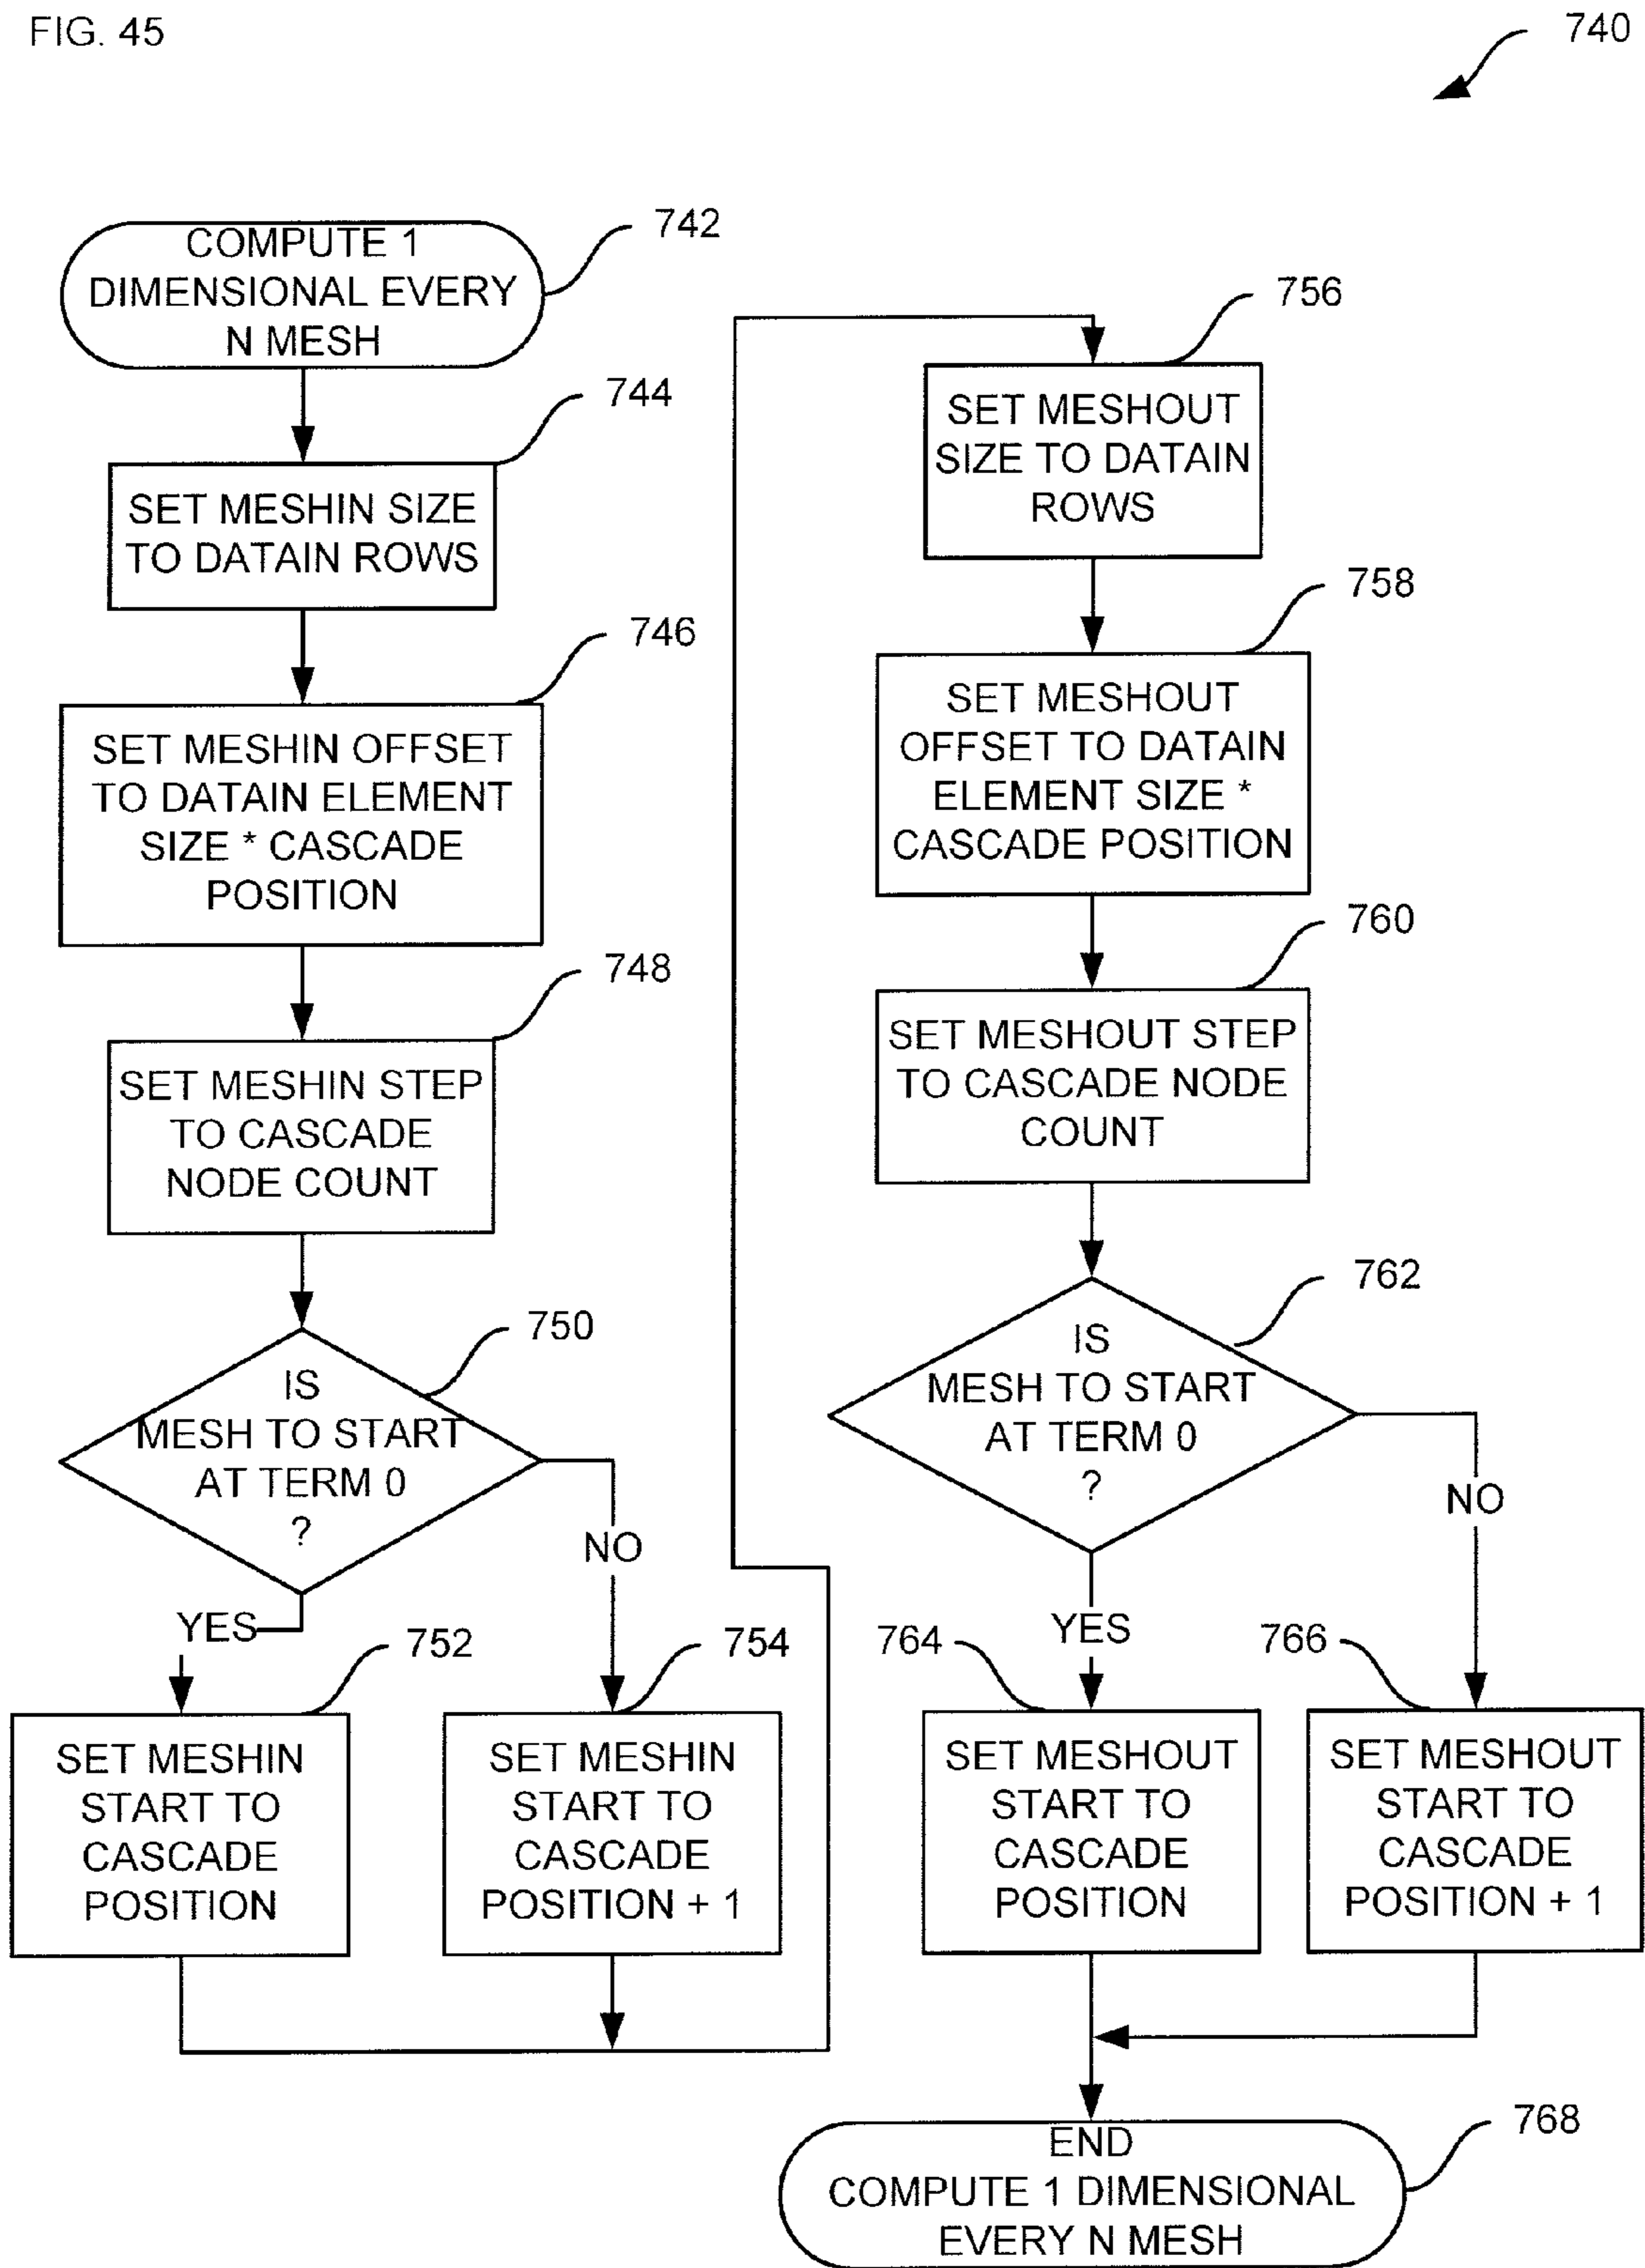 FIG. 45
740
COMPUTE 1
DIMENSIONAL EVERY
N MESH
742
SET MESHIN SIZE
TO DATAIN ROWS
744
SET MESHIN OFFSET
TO DATAIN ELEMENT
SIZE * CASCADE
POSITION
746
SET MESHIN STEP
TO CASCADE
NODE COUNT
748
IS
MESH TO START
AT TERM 0
?
750
YES
NO
SET MESHIN
START TO
CASCADE
POSITION
752
SET MESHIN
START TO
CASCADE
POSITION + 1
754
SET MESHOUT
SIZE TO DATAIN
ROWS
756
SET MESHOUT
OFFSET TO DATAIN
ELEMENT SIZE *
CASCADE POSITION
758
SET MESHOUT STEP
TO CASCADE NODE
COUNT
760
IS
MESH TO START
AT TERM 0
?
762
YES
NO
SET MESHOUT
START TO
CASCADE
POSITION
764
SET MESHOUT
START TO
CASCADE
POSITION + 1
766
END
COMPUTE 1 DIMENSIONAL
EVERY N MESH
768